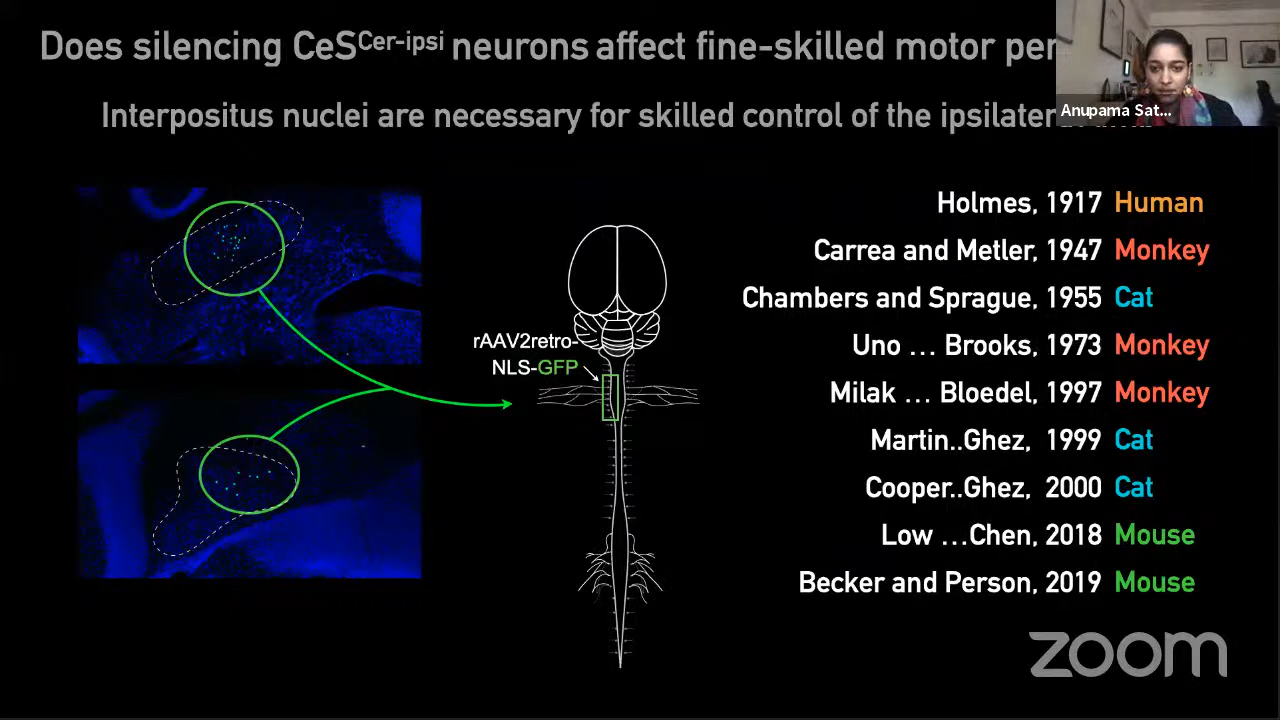 Does silencing CeSCer-ipsi neurons affect fine-skilled motor per
Interpositus nuclei are necessary for skilled control of the ipsilater
Anupama Sat...
Holmes, 1917 Human
Carrea and Metler, 1947 Monkey
Chambers and Sprague, 1955 Cat
rAAV2retro-
NLS-GFP
Uno ... Brooks, 1973 Monkey
Milak ... Bloedel, 1997 Monkey
Martin..Ghez, 1999 Cat
Cooper..Ghez, 2000 Cat
Low ...Chen, 2018 Mouse
Becker and Person, 2019 Mouse
zoom